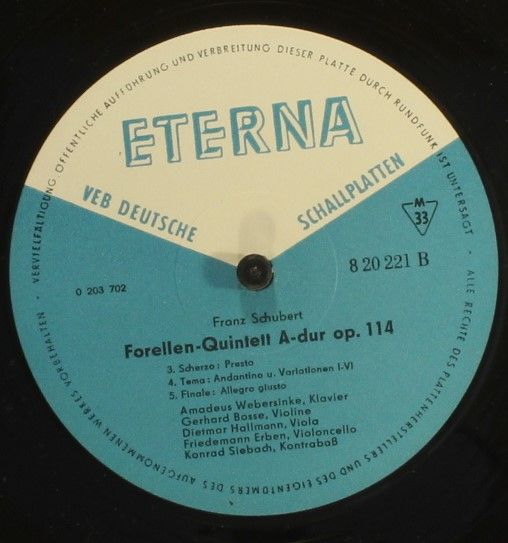 VERVIELFÄLTIGUNG, ÖFFENTLICHE AUFFÜHRUNG UND VERBREITUNG DIESER PLATTE DURCH RUNDFUNK IST UNTERSAGT · ALLE RECHTE DES PLATTENHERSTELLERS UND DES EIGENTÜMERS DES AUFGENOMMENEN WERKES VORBEHALTEN ·
ETERNA
VEB DEUTSCHE SCHALLPLATTEN
M
33
0 203 702
8 20 221 B
Franz Schubert
Forellen-Quintett A-dur op. 114
3. Scherzo: Presto
4. Tema: Andantino u. Variationen I-VI
5. Finale: Allegro giusto
Amadeus Webersinke, Klavier
Gerhard Bosse, Violine
Dietmar Hallmann, Viola
Friedemann Erben, Violoncello
Konrad Siebach, Kontrabaß